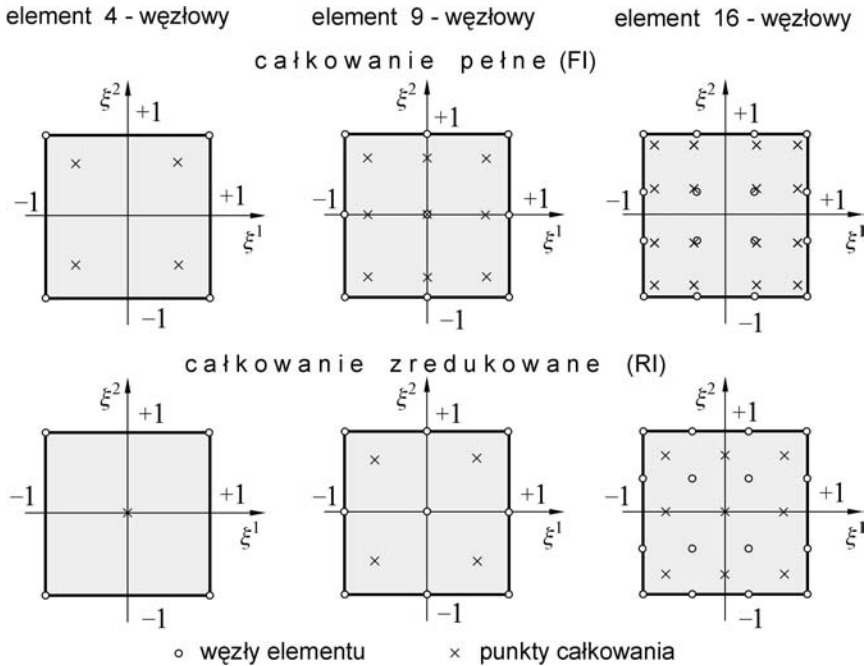 element 4 - węzłowy element 9 - węzłowy element 16 - węzłowy
całkowanie pełne (FI)
ξ² ξ² ξ²
+1 +1 +1
−1 +1 −1 +1 −1 +1
ξ¹ ξ¹ ξ¹
−1 −1 −1
całkowanie zredukowane (RI)
ξ² ξ² ξ²
+1 +1 +1
−1 +1 −1 +1 −1 +1
ξ¹ ξ¹ ξ¹
−1 −1 −1
węzły elementu punkty całkowania